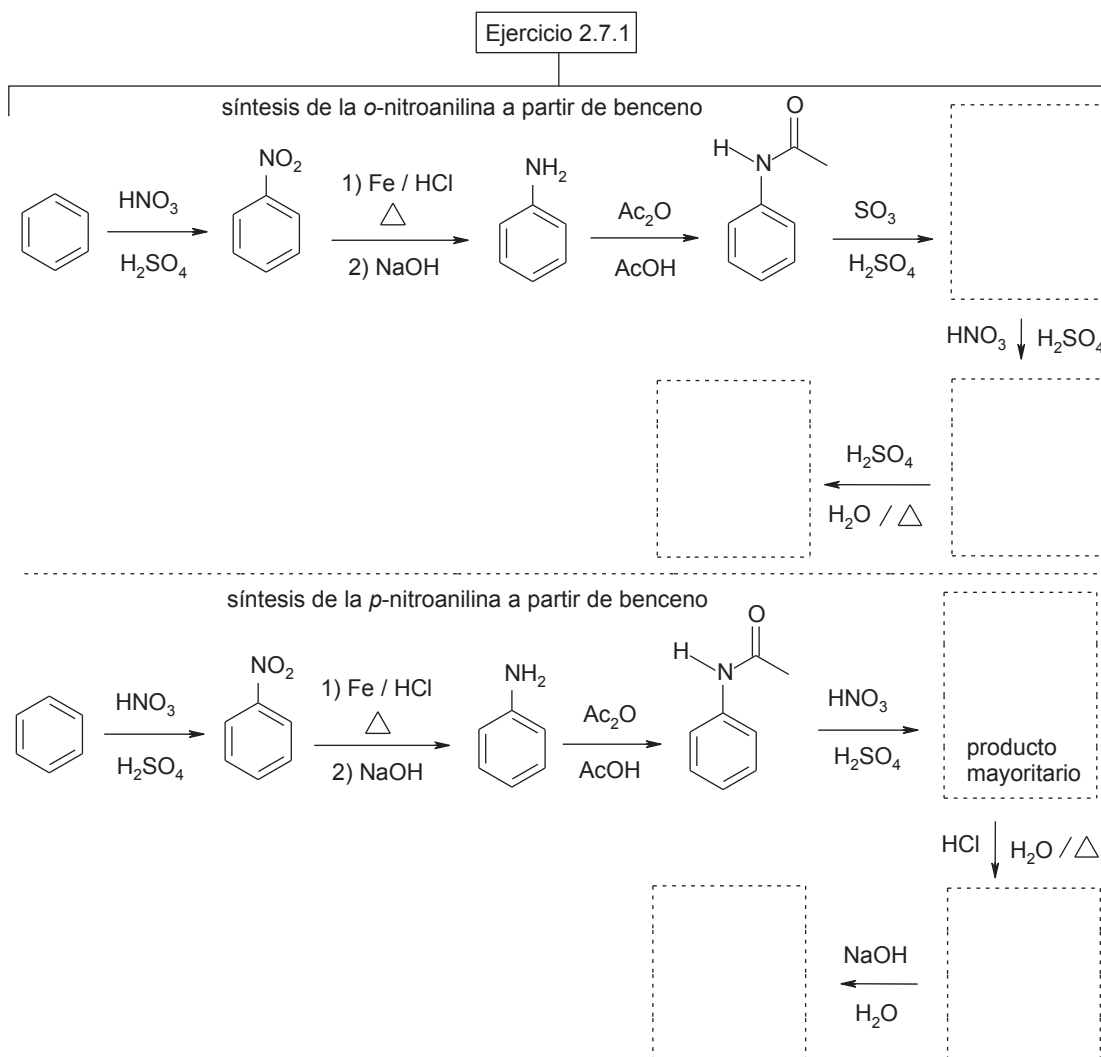 Ejercicio 2.7.1
síntesis de la o-nitroanilina a partir de benceno
HNO3
H2SO4
NO2
1) Fe / HCl
△
2) NaOH
NH2
Ac2O
AcOH
H
N
O
SO3
H2SO4
HNO3
H2SO4
H2SO4
H2O / △
síntesis de la p-nitroanilina a partir de benceno
HNO3
H2SO4
NO2
1) Fe / HCl
△
2) NaOH
NH2
Ac2O
AcOH
H
N
O
HNO3
H2SO4
producto
mayoritario
HCl
H2O / △
NaOH
H2O